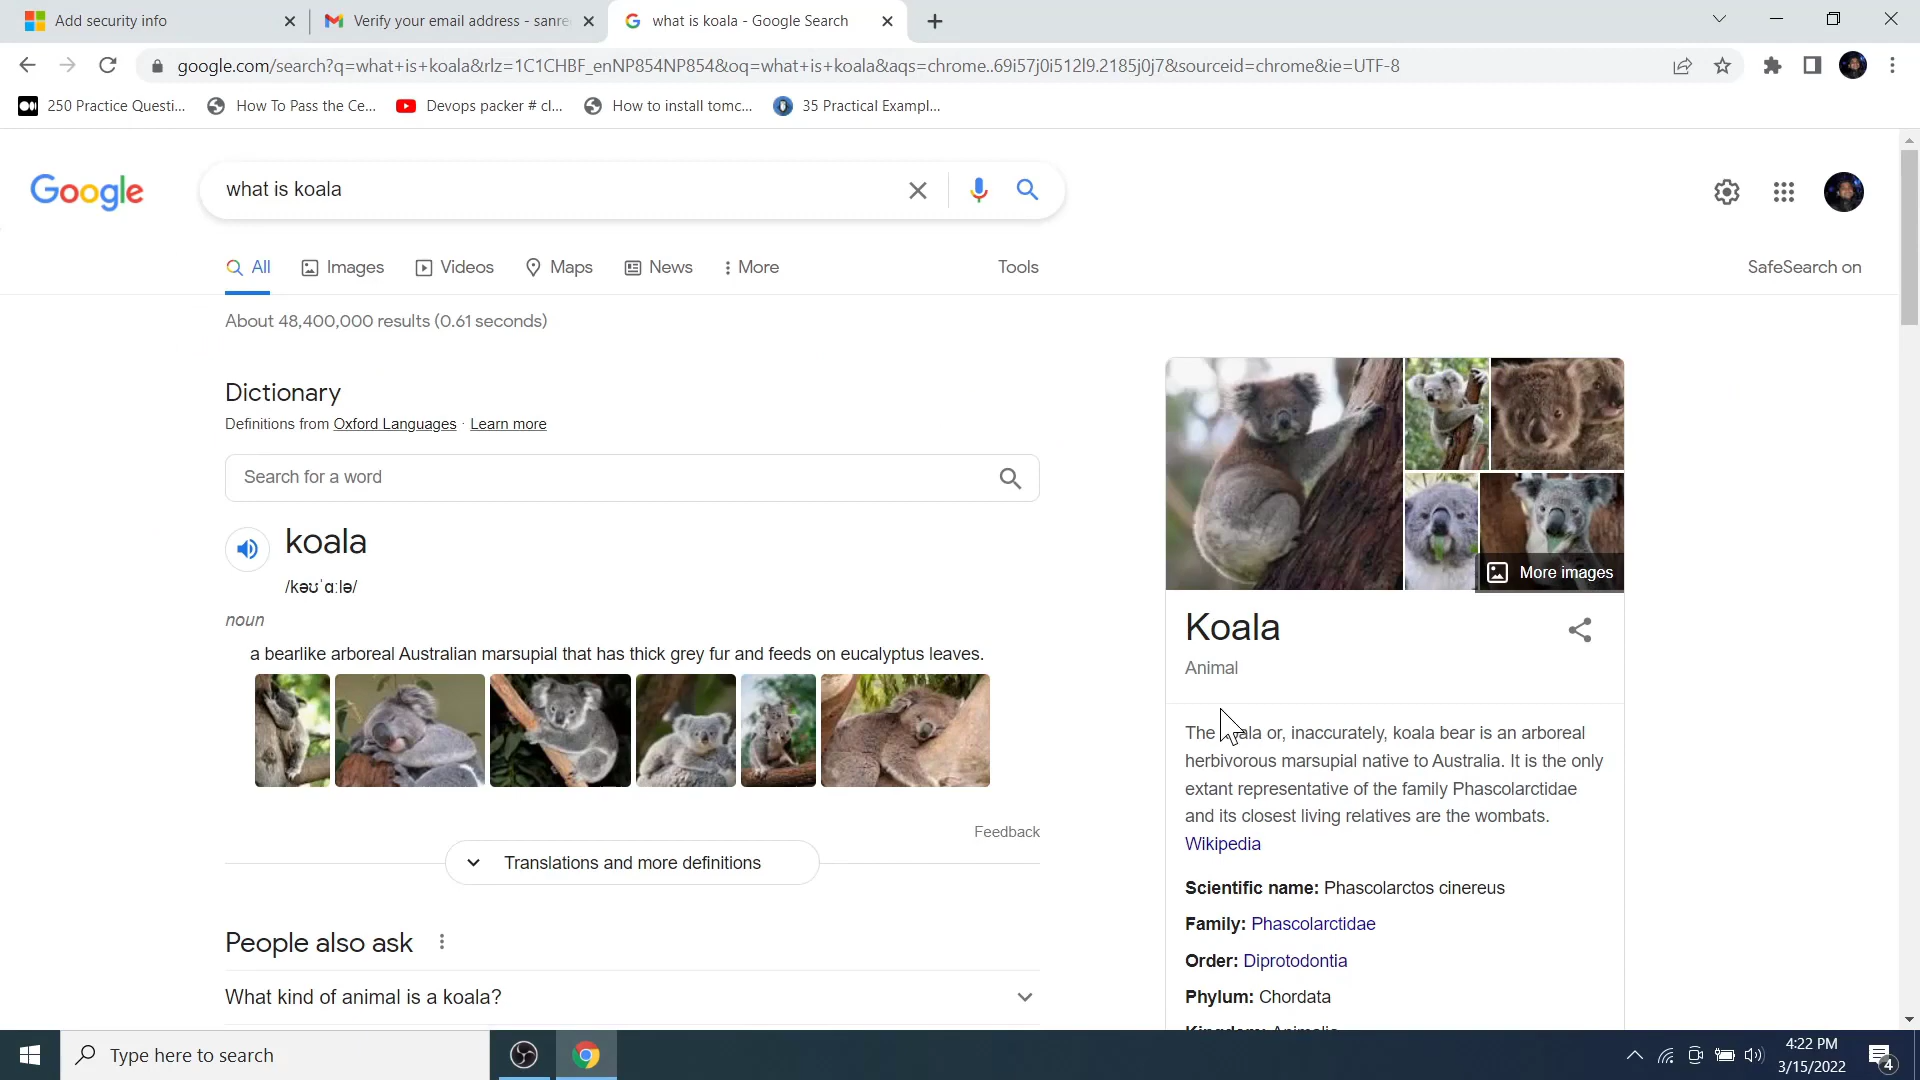 Add security info
Verify your email address - sanre
what is koala - Google Search
google.com/search?q=what+is+koala&rlz=1C1CHBF_enNP854NP854&oq=what+is+koala&aqs=chrome..69i57j0i512l9.2185j0j7&sourceid=chrome&ie=UTF-8
250 Practice Questi...
How To Pass the Ce...
Devops packer # cl...
How to install tomc...
35 Practical Exampl...
Google
what is koala
All
Images
Videos
Maps
News
More
Tools
SafeSearch on
About 48,400,000 results (0.61 seconds)
Dictionary
Definitions from Oxford Languages · Learn more
Search for a word
koala
/kəʊˈɑːlə/
noun
a bearlike arboreal Australian marsupial that has thick grey fur and feeds on eucalyptus leaves.
Feedback
Translations and more definitions
People also ask
What kind of animal is a koala?
More images
Koala
Animal
The koala or, inaccurately, koala bear is an arboreal
herbivorous marsupial native to Australia. It is the only
extant representative of the family Phascolarctidae
and its closest living relatives are the wombats.
Wikipedia
Scientific name: Phascolarctos cinereus
Family: Phascolarctidae
Order: Diprotodontia
Phylum: Chordata
Kingdom: Animalia
Type here to search
4:22 PM
3/15/2022
4